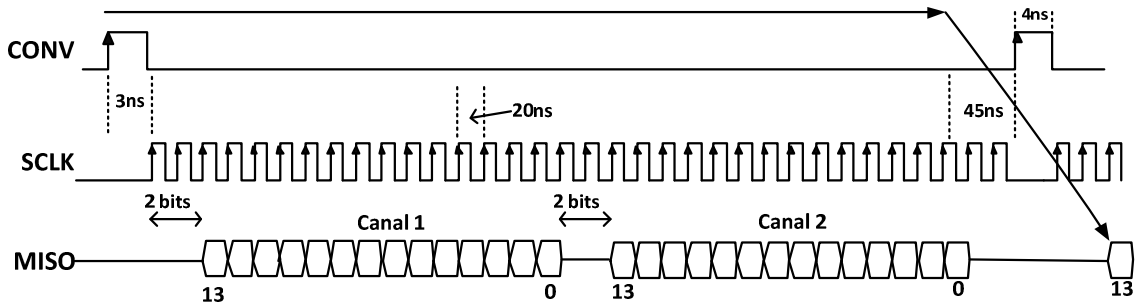 4ns
CONV
3ns
20ns
45ns
SCLK
2 bits
2 bits
Canal 1
Canal 2
MISO
13
0
13
0
13